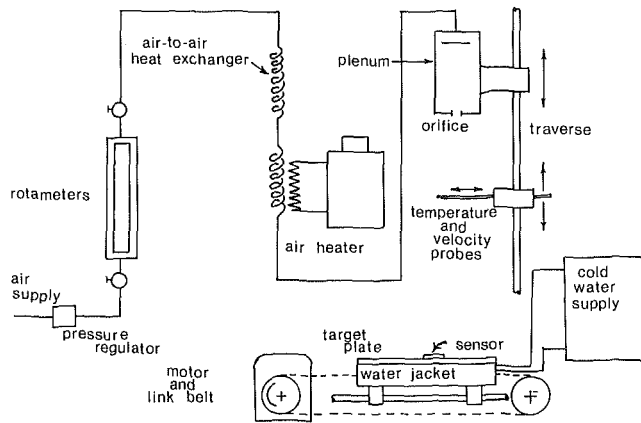 air-to-air
heat exchanger
plenum
orifice
traverse
rotameters
air heater
temperature
and
velocity
probes
air
supply
pressure
regulator
cold
water
supply
target
plate
sensor
water jacket
motor
and
link belt